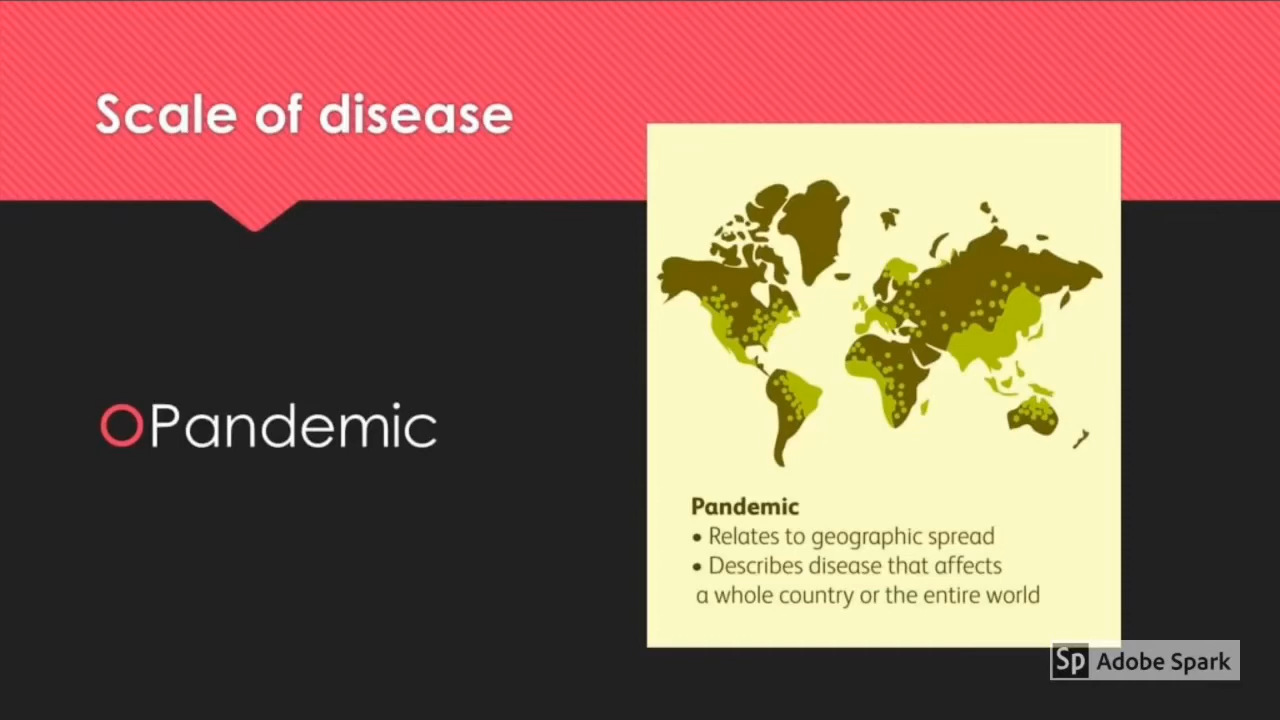 Scale of disease
Pandemic
Pandemic
• Relates to geographic spread
• Describes disease that affects
a whole country or the entire world
Sp Adobe Spark